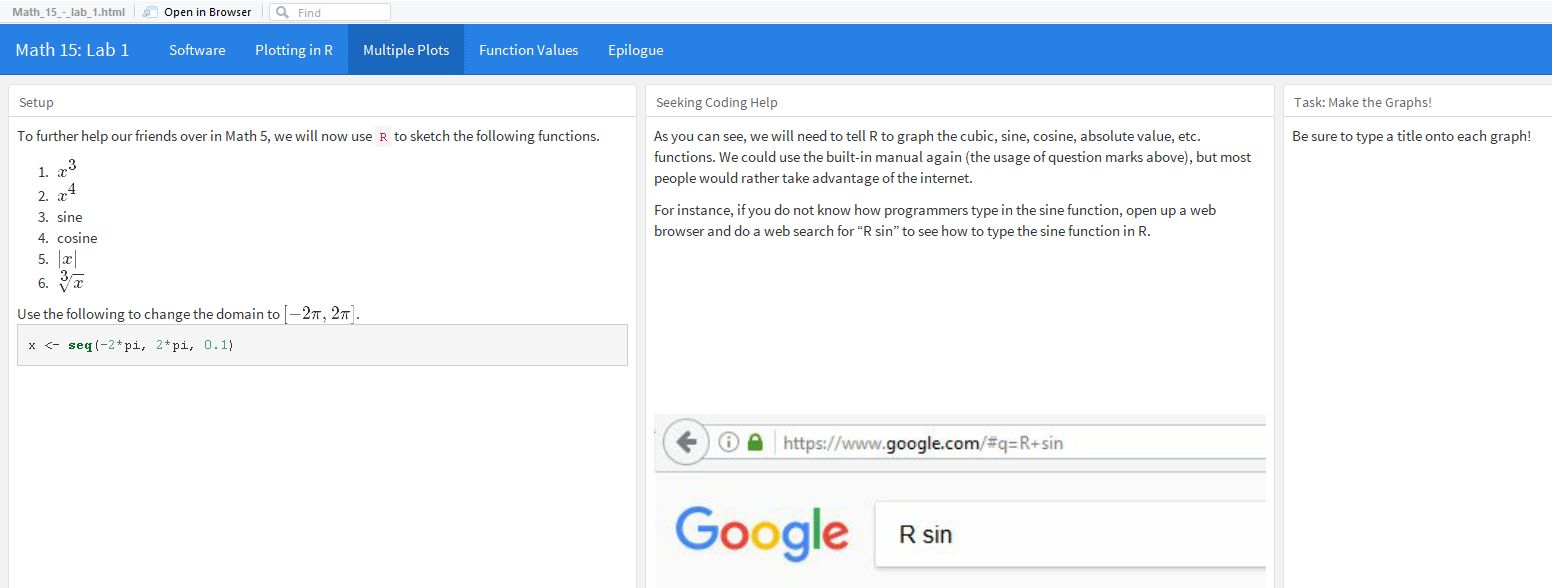 Math_15_-_lab_1.html Open in Browser Find
Math 15: Lab 1 Software Plotting in R Multiple Plots Function Values Epilogue
Setup
To further help our friends over in Math 5, we will now use R to sketch the following functions.
1. x³
2. x⁴
3. sine
4. cosine
5. |x|
6. ∛x
Use the following to change the domain to [−2π, 2π].
x <- seq(-2*pi, 2*pi, 0.1)
Seeking Coding Help
As you can see, we will need to tell R to graph the cubic, sine, cosine, absolute value, etc.
functions. We could use the built-in manual again (the usage of question marks above), but most
people would rather take advantage of the internet.
For instance, if you do not know how programmers type in the sine function, open up a web
browser and do a web search for “R sin” to see how to type the sine function in R.
https://www.google.com/#q=R+sin
Google R sin
Task: Make the Graphs!
Be sure to type a title onto each graph!